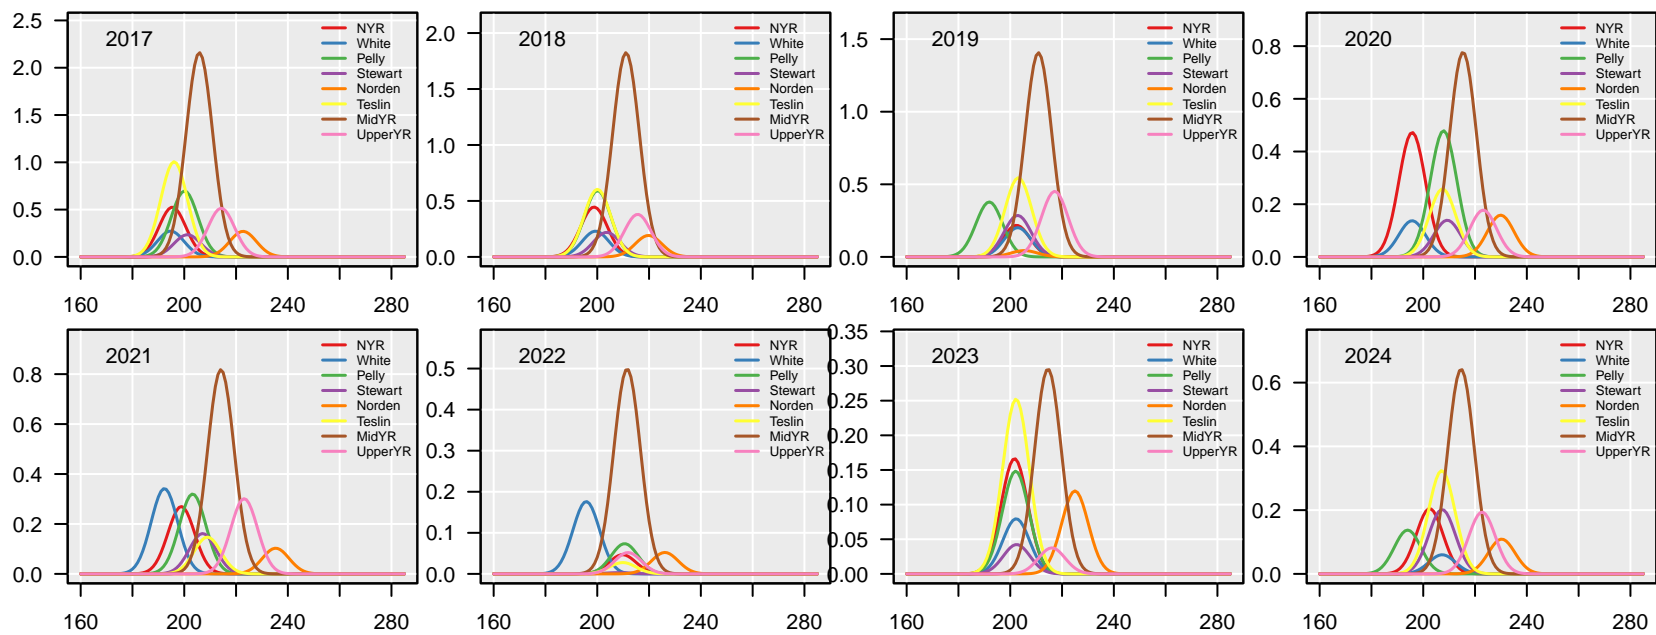 2017
NYR
White
Pelly
Stewart
Norden
Teslin
MidYR
UpperYR
2.5
2.0
1.5
1.0
0.5
0.0
160 200 240 280
2018
NYR
White
Pelly
Stewart
Norden
Teslin
MidYR
UpperYR
2.0
1.5
1.0
0.5
0.0
160 200 240 280
2019
NYR
White
Pelly
Stewart
Norden
Teslin
MidYR
UpperYR
1.5
1.0
0.5
0.0
160 200 240 280
2020
NYR
White
Pelly
Stewart
Norden
Teslin
MidYR
UpperYR
0.8
0.6
0.4
0.2
0.0
160 200 240 280
2021
NYR
White
Pelly
Stewart
Norden
Teslin
MidYR
UpperYR
0.8
0.6
0.4
0.2
0.0
160 200 240 280
2022
NYR
White
Pelly
Stewart
Norden
Teslin
MidYR
UpperYR
0.5
0.4
0.3
0.2
0.1
0.0
160 200 240 280
2023
NYR
White
Pelly
Stewart
Norden
Teslin
MidYR
UpperYR
0.35
0.30
0.25
0.20
0.15
0.10
0.05
0.00
160 200 240 280
2024
NYR
White
Pelly
Stewart
Norden
Teslin
MidYR
UpperYR
0.6
0.4
0.2
0.0
160 200 240 280